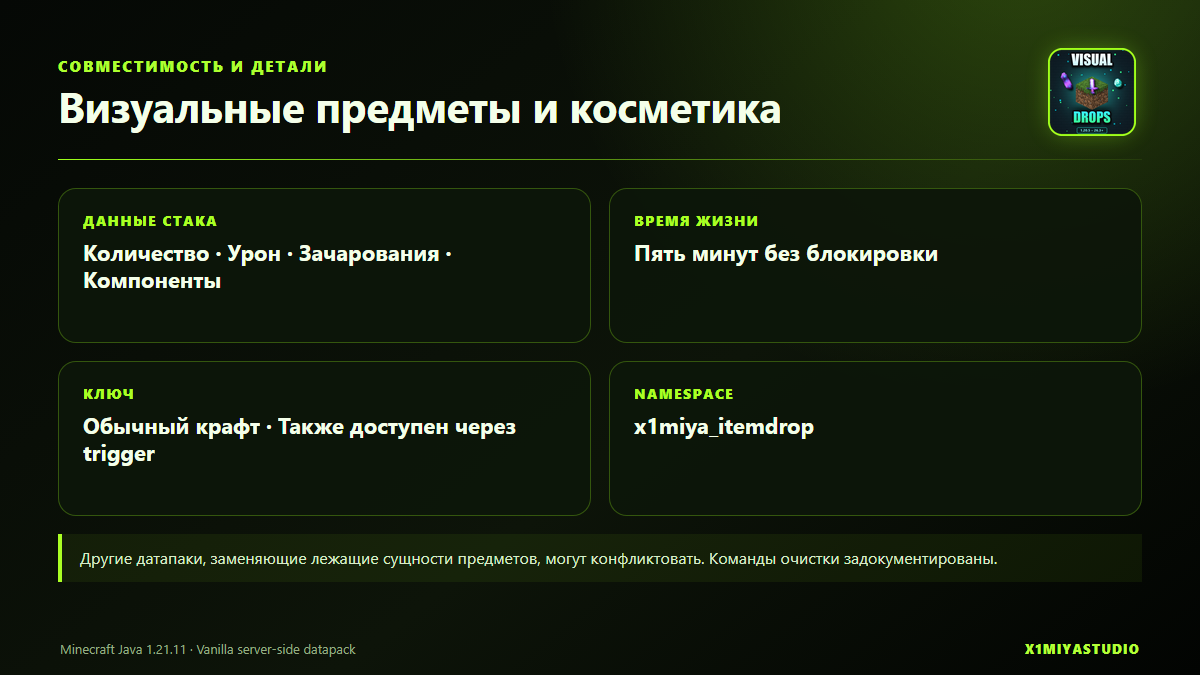 СОВМЕСТИМОСТЬ И ДЕТАЛИ
Визуальные предметы и косметика
VISUAL
DROPS
ДАННЫЕ СТАКА
Количество · Урон · Зачарования ·
Компоненты
ВРЕМЯ ЖИЗНИ
Пять минут без блокировки
КЛЮЧ
Обычный крафт · Также доступен через
trigger
NAMESPACE
x1miya_itemdrop
Другие датапаки, заменяющие лежащие сущности предметов, могут конфликтовать. Команды очистки задокументированы.
Minecraft Java 1.21.11 · Vanilla server-side datapack
X1MIYASTUDIO